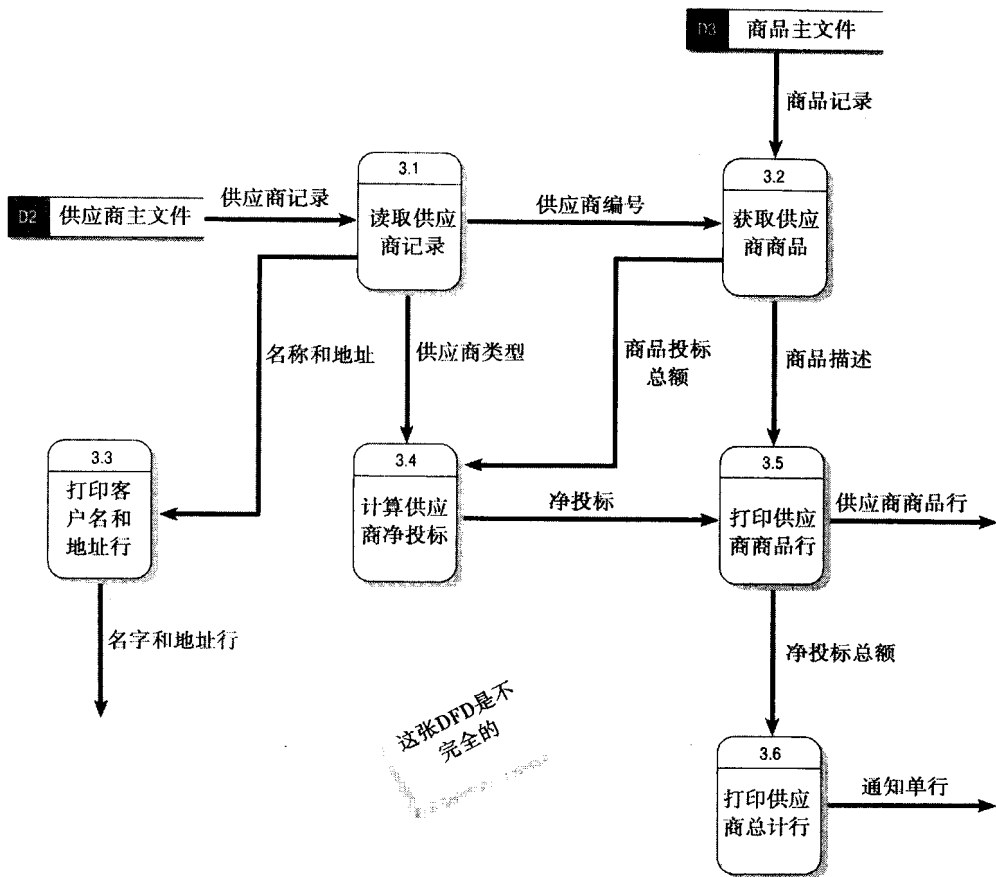 D3 商品主文件
商品记录
3.1
读取供应
商记录
3.2
获取供应
商商品
D2 供应商主文件
供应商记录
供应商编号
名称和地址
供应商类型
商品投标
总额
商品描述
3.3
打印客
户名和
地址行
3.4
计算供应
商净投标
3.5
打印供应
商商品行
净投标
供应商商品行
名字和地址行
净投标总额
这张DFD是不
完全的
3.6
打印供应
商总计行
通知单行